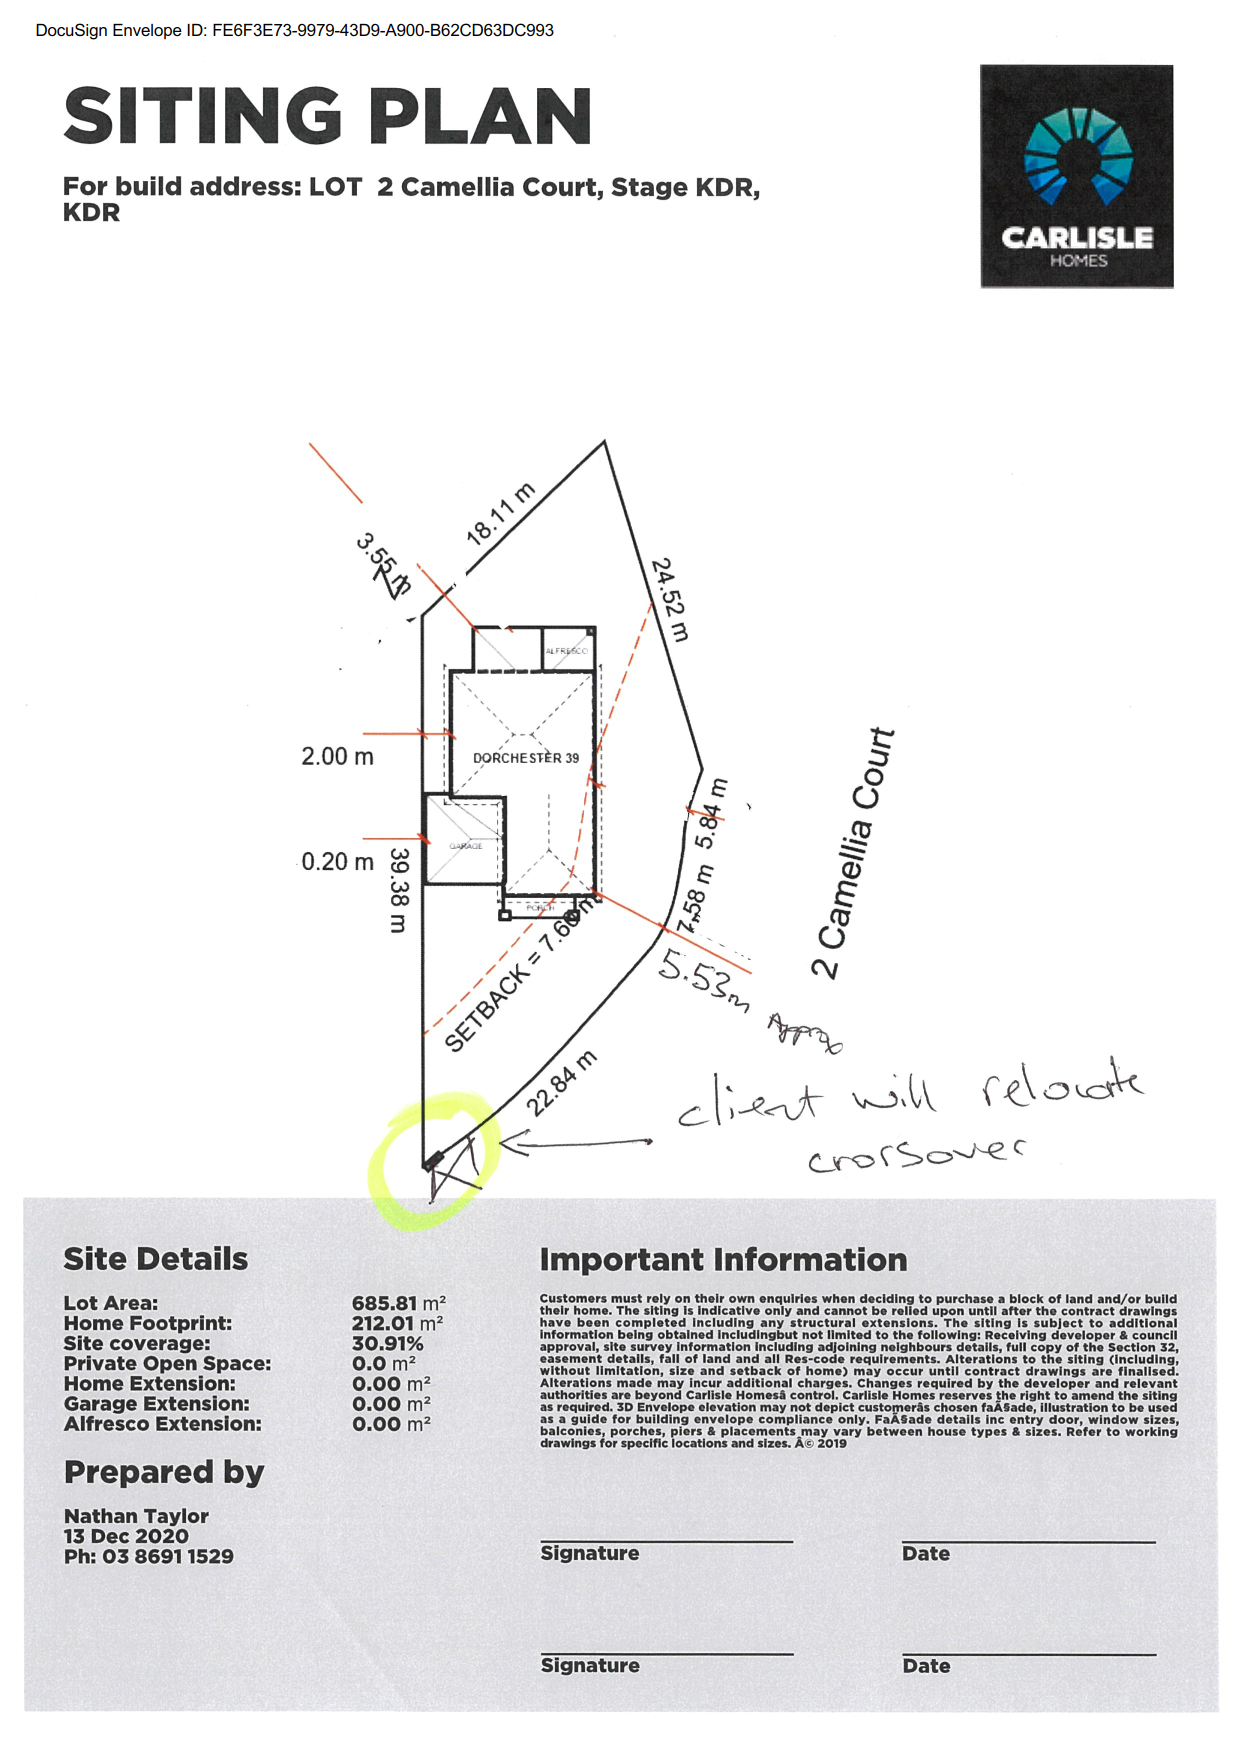 DocuSign Envelope ID: FE6F3E73-9979-43D9-A900-B62CD63DC993
SITING PLAN
For build address: LOT 2 Camellia Court, Stage KDR,
KDR
CARLISLE
HOMES
18.11 m
3.55 m
24.52 m
ALFRESCO
2.00 m
DORCHESTER 39
2 Camellia Court
5.84 m
GARAGE
0.20 m
39.38 m
7.58 m
PORCH
SETBACK = 7.60 m
5.53m Approx
22.84 m
client will relocate
crorsover
Site Details
Lot Area: 685.81 m²
Home Footprint: 212.01 m²
Site coverage: 30.91%
Private Open Space: 0.0 m²
Home Extension: 0.00 m²
Garage Extension: 0.00 m²
Alfresco Extension: 0.00 m²
Prepared by
Nathan Taylor
13 Dec 2020
Ph: 03 8691 1529
Important Information
Customers must rely on their own enquiries when deciding to purchase a block of land and/or build
their home. The siting is indicative only and cannot be relied upon until after the contract drawings
have been completed including any structural extensions. The siting is subject to additional
information being obtained includingbut not limited to the following: Receiving developer & council
approval, site survey information including adjoining neighbours details, full copy of the Section 32,
easement details, fall of land and all Res-code requirements. Alterations to the siting (including,
without limitation, size and setback of home) may occur until contract drawings are finalised.
Alterations made may incur additional charges. Changes required by the developer and relevant
authorities are beyond Carlisle Homesâ control. Carlisle Homes reserves the right to amend the siting
as required. 3D Envelope elevation may not depict customerâs chosen faÃ§ade, illustration to be used
as a guide for building envelope compliance only. FaÃ§ade details inc entry door, window sizes,
balconies, porches, piers & placements may vary between house types & sizes. Refer to working
drawings for specific locations and sizes. Â© 2019
Signature Date
Signature Date